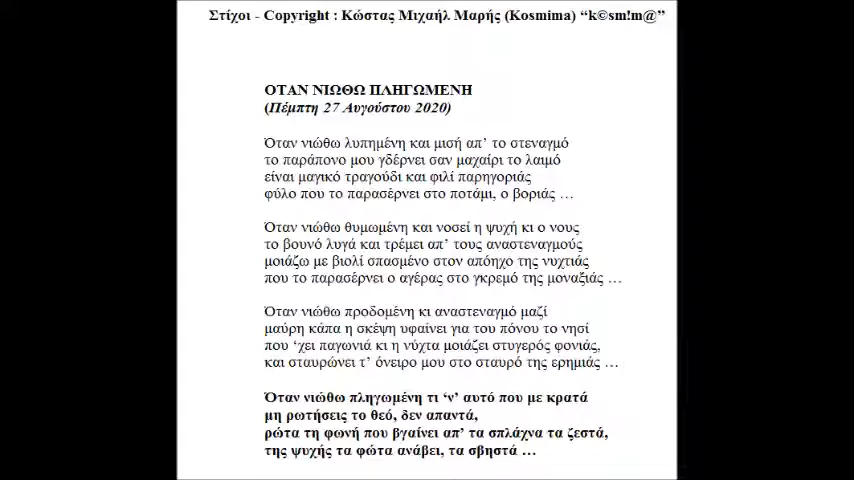 Στίχοι - Copyright : Κώστας Μιχαήλ Μαρής (Kosmima) “k©sm!m@”
ΟΤΑΝ ΝΙΩΘΩ ΠΛΗΓΩΜΕΝΗ
(Πέμπτη 27 Αυγούστου 2020)
Όταν νιώθω λυπημένη και μισή απ’ το στεναγμό
το παράπονο μου γδέρνει σαν μαχαίρι το λαιμό
είναι μαγικό τραγούδι και φιλί παρηγοριάς
φύλο που το παρασέρνει στο ποτάμι, ο βοριάς …
Όταν νιώθω θυμωμένη και νοσεί η ψυχή κι ο νους
το βουνό λυγά και τρέμει απ’ τους αναστεναγμούς
μοιάζω με βιολί σπασμένο στον απόηχο της νυχτιάς
που το παρασέρνει ο αγέρας στο γκρεμό της μοναξιάς …
Όταν νιώθω προδομένη κι αναστεναγμό μαζί
μαύρη κάπα η σκέψη υφαίνει για του πόνου το νησί
που ‘χει παγωνιά κι η νύχτα μοιάζει στυγερός φονιάς,
και σταυρώνει τ’ όνειρο μου στο σταυρό της ερημιάς …
Όταν νιώθω πληγωμένη τι ‘ν’ αυτό που με κρατά
μη ρωτήσεις το θεό, δεν απαντά,
ρώτα τη φωνή που βγαίνει απ’ τα σπλάχνα τα ζεστά,
της ψυχής τα φώτα ανάβει, τα σβηστά …